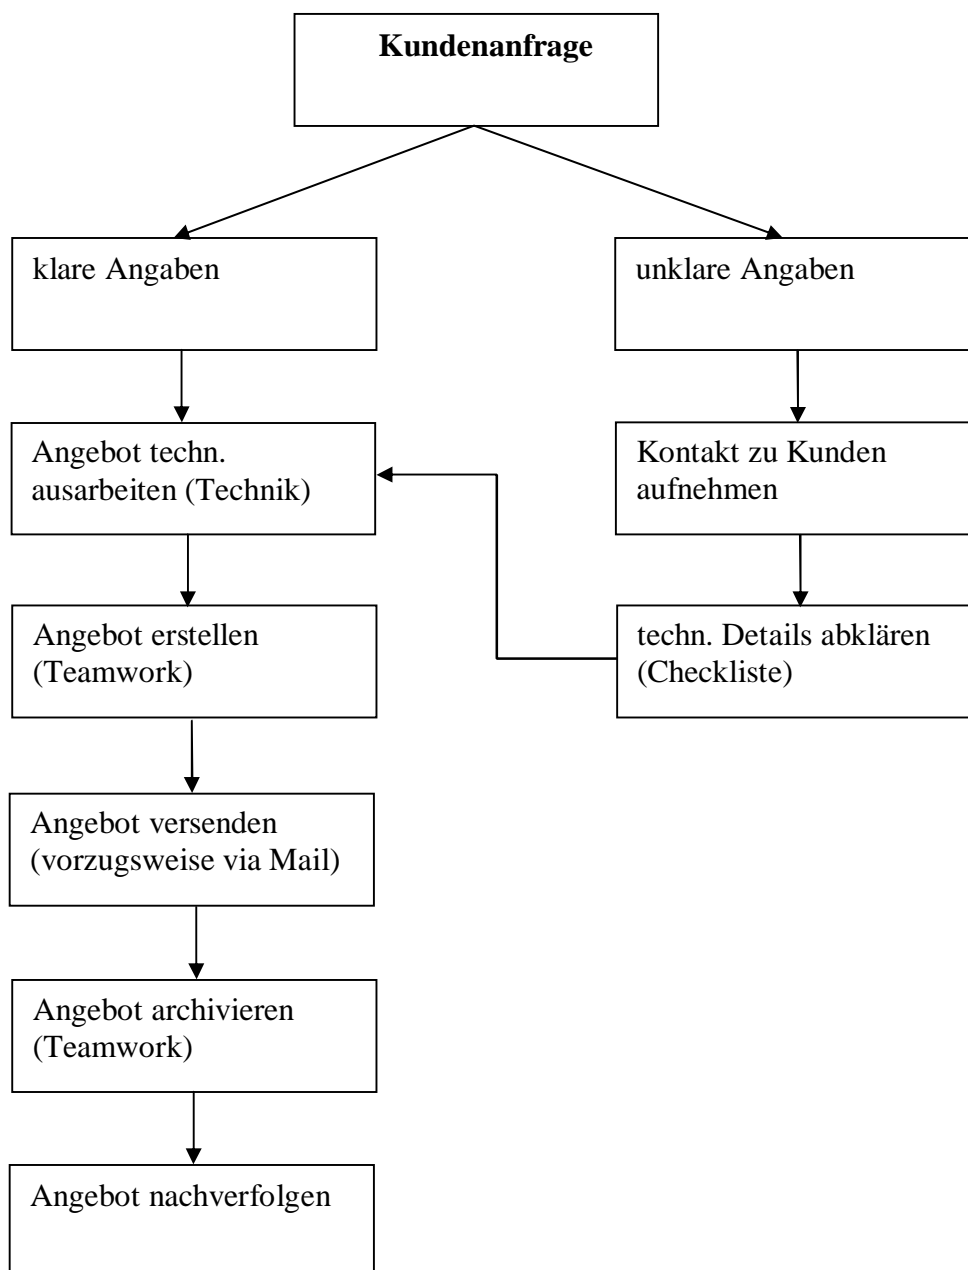 Kundenanfrage
klare Angaben
unklare Angaben
Angebot techn.
ausarbeiten (Technik)
Kontakt zu Kunden
aufnehmen
Angebot erstellen
(Teamwork)
techn. Details abklären
(Checkliste)
Angebot versenden
(vorzugsweise via Mail)
Angebot archivieren
(Teamwork)
Angebot nachverfolgen